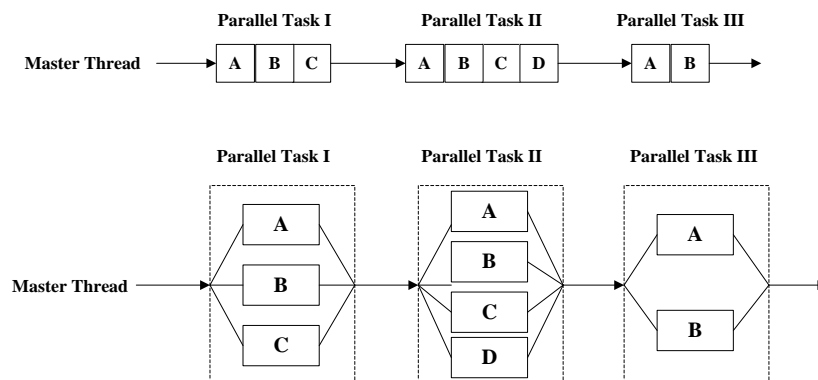 Parallel Task I Parallel Task II Parallel Task III
Master Thread A B C A B C D A B
Parallel Task I Parallel Task II Parallel Task III
A A A
B B
Master Thread
C C B
D